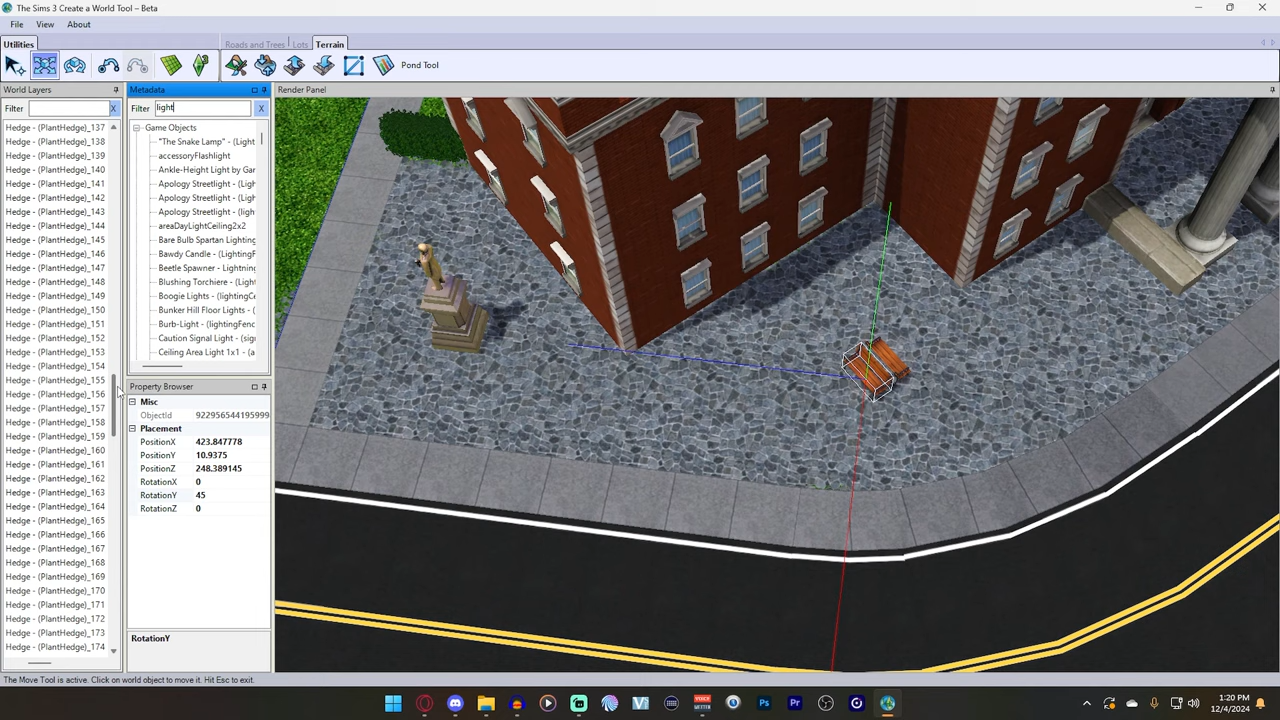 The Sims 3 Create a World Tool – Beta
File View About
Utilities Roads and Trees Lots Terrain
Pond Tool
World Layers
Filter X
Hedge - (PlantHedge)_137
Hedge - (PlantHedge)_138
Hedge - (PlantHedge)_139
Hedge - (PlantHedge)_140
Hedge - (PlantHedge)_141
Hedge - (PlantHedge)_142
Hedge - (PlantHedge)_143
Hedge - (PlantHedge)_144
Hedge - (PlantHedge)_145
Hedge - (PlantHedge)_146
Hedge - (PlantHedge)_147
Hedge - (PlantHedge)_148
Hedge - (PlantHedge)_149
Hedge - (PlantHedge)_150
Hedge - (PlantHedge)_151
Hedge - (PlantHedge)_152
Hedge - (PlantHedge)_153
Hedge - (PlantHedge)_154
Hedge - (PlantHedge)_155
Hedge - (PlantHedge)_156
Hedge - (PlantHedge)_157
Hedge - (PlantHedge)_158
Hedge - (PlantHedge)_159
Hedge - (PlantHedge)_160
Hedge - (PlantHedge)_161
Hedge - (PlantHedge)_162
Hedge - (PlantHedge)_163
Hedge - (PlantHedge)_164
Hedge - (PlantHedge)_165
Hedge - (PlantHedge)_166
Hedge - (PlantHedge)_167
Hedge - (PlantHedge)_168
Hedge - (PlantHedge)_169
Hedge - (PlantHedge)_170
Hedge - (PlantHedge)_171
Hedge - (PlantHedge)_172
Hedge - (PlantHedge)_173
Hedge - (PlantHedge)_174
Metadata
Filter light X
Game Objects
"The Snake Lamp" - (Light
accessoryFlashlight
Ankle-Height Light by Gar
Apology Streetlight - (Ligh
Apology Streetlight - (Ligh
Apology Streetlight - (ligh
areaDayLightCeiling2x2
Bare Bulb Spartan Lighting
Bawdy Candle - (Lighting
Beetle Spawner - Lightnin
Blushing Torchiere - (Light
Boogie Lights - (lightingCe
Bunker Hill Floor Lights - (
Burb-Light - (lightingFenc
Caution Signal Light - (Lig
Ceiling Area Light 1x1 - (a
Property Browser
Misc
ObjectId 922956544195999
Placement
PositionX 423.847778
PositionY 10.9375
PositionZ 248.389145
RotationX 0
RotationY 45
RotationZ 0
RotationY
Render Panel
The Move Tool is active. Click on world object to move it. Hit Esc to exit.
Ps Pr
1:20 PM
12/4/2024